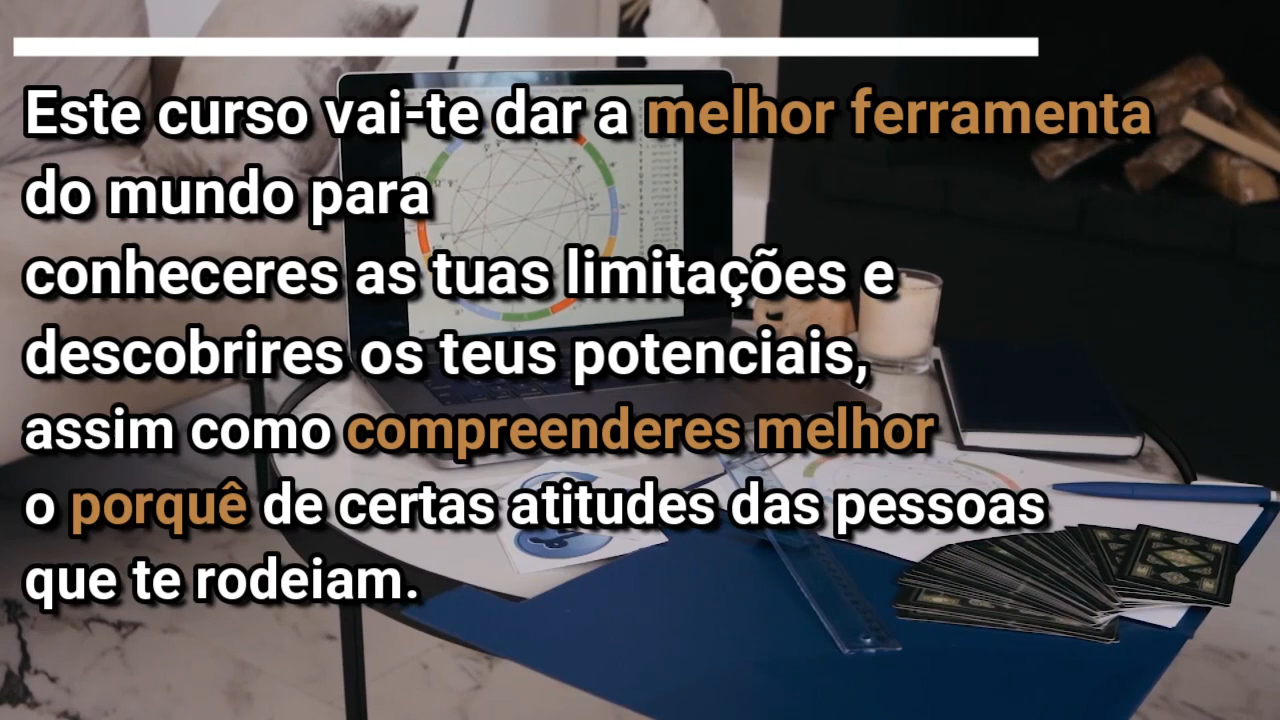 Este curso vai-te dar a melhor ferramenta
do mundo para
conheceres as tuas limitações e
descobrires os teus potenciais,
assim como compreenderes melhor
o porquê de certas atitudes das pessoas
que te rodeiam.